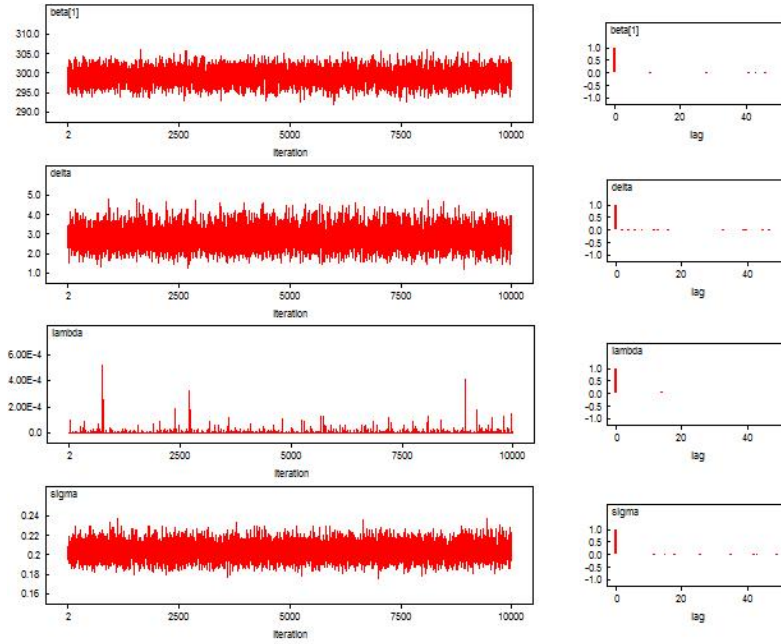 beta[1]
310.0
305.0
300.0
295.0
290.0
2 2500 5000 7500 10000
iteration
beta[1]
1.0
0.5
0.0
-0.5
-1.0
0 20 40
lag
delta
5.0
4.0
3.0
2.0
1.0
2 2500 5000 7500 10000
iteration
delta
1.0
0.5
0.0
-0.5
-1.0
0 20 40
lag
lambda
6.00E-4
4.00E-4
2.00E-4
0.0
2 2500 5000 7500 10000
iteration
lambda
1.0
0.5
0.0
-0.5
-1.0
0 20 40
lag
sigma
0.24
0.22
0.2
0.18
0.16
2 2500 5000 7500 10000
iteration
sigma
1.0
0.5
0.0
-0.5
-1.0
0 20 40
lag